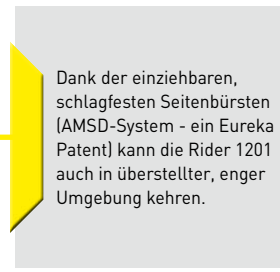 Dank der einziehbaren,
schlagfesten Seitenbürsten
(AMSD-System - ein Eureka
Patent) kann die Rider 1201
auch in überstellter, enger
Umgebung kehren.